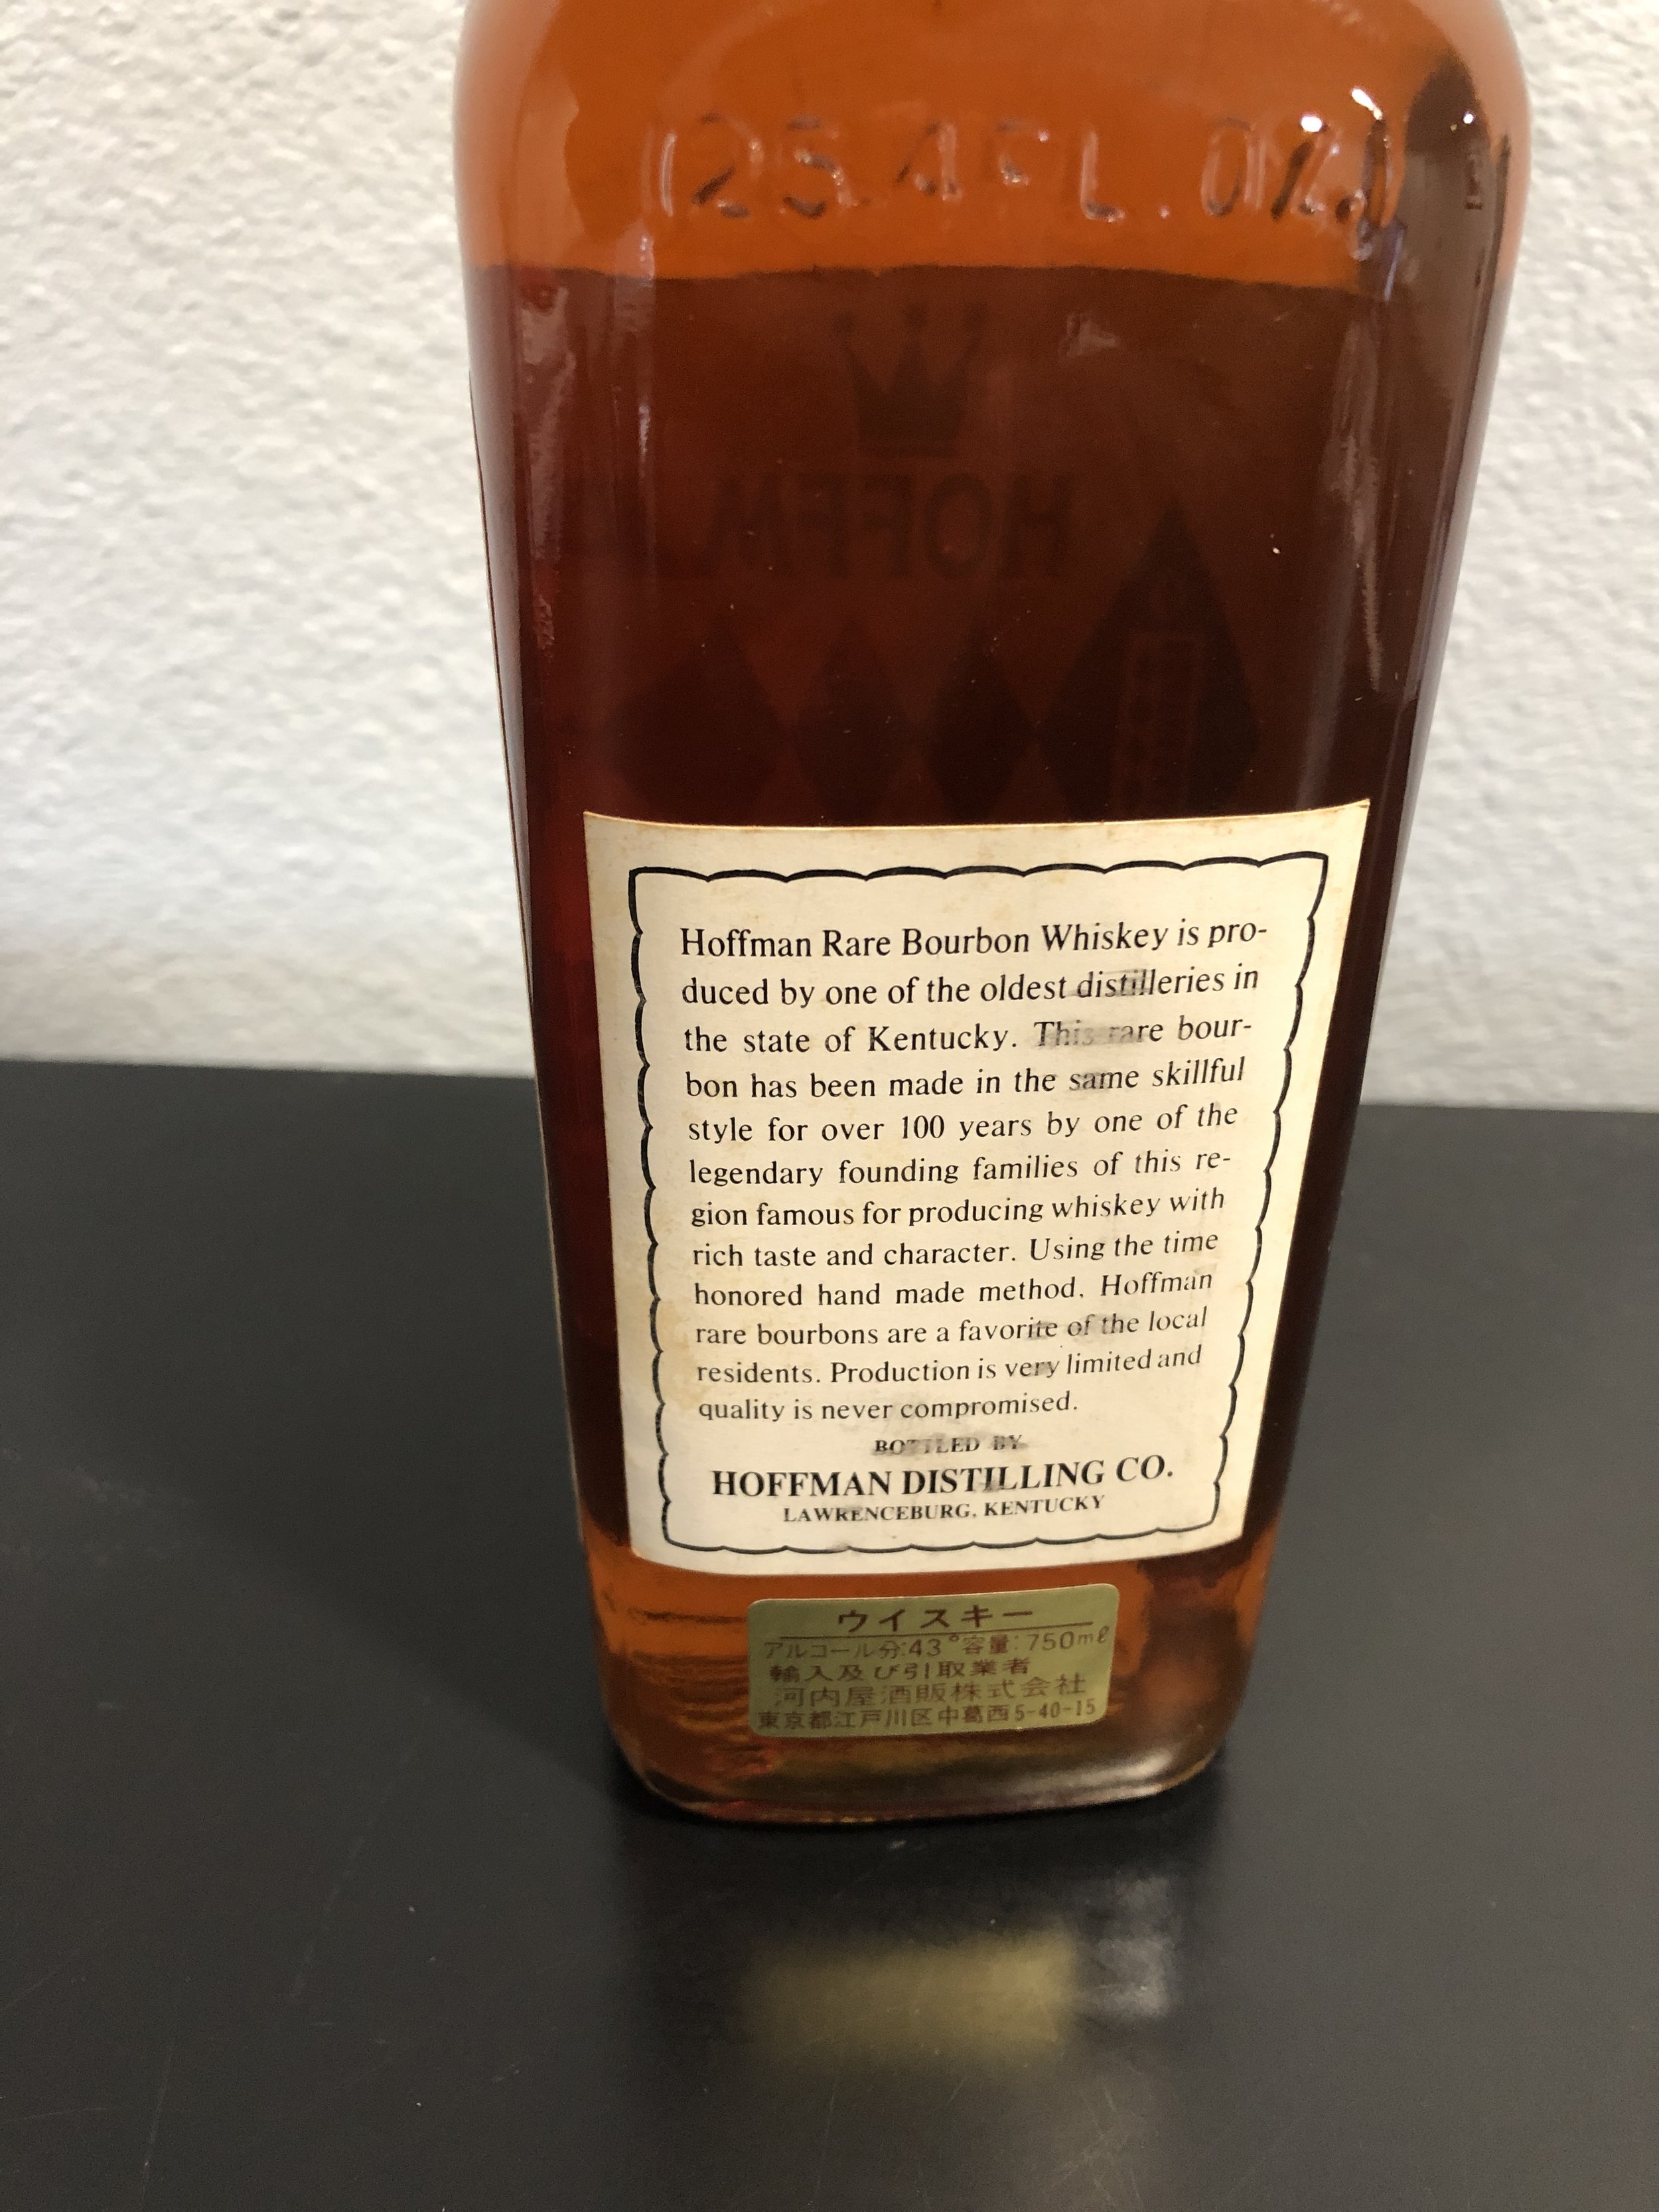 (25.4 FL. OZ.)
HOFFM
Hoffman Rare Bourbon Whiskey is pro-
duced by one of the oldest distilleries in
the state of Kentucky. This rare bour-
bon has been made in the same skillful
style for over 100 years by one of the
legendary founding families of this re-
gion famous for producing whiskey with
rich taste and character. Using the time
honored hand made method, Hoffman
rare bourbons are a favorite of the local
residents. Production is very limited and
quality is never compromised.
BOTTLED BY
HOFFMAN DISTILLING CO.
LAWRENCEBURG, KENTUCKY
ウイスキー
アルコール分:43°容量:750mℓ
輸入及び引取業者
河内屋酒販株式会社
東京都江戸川区中葛西5-40-15